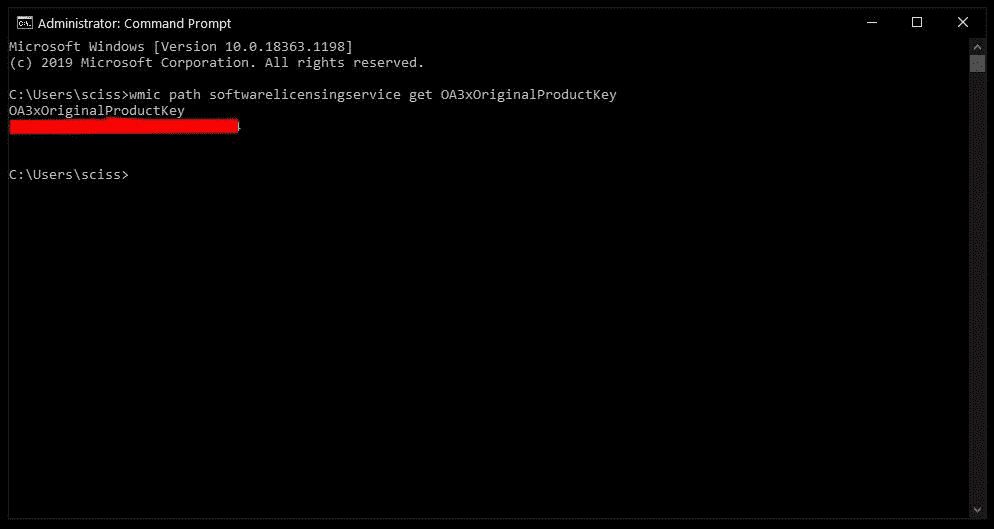 Administrator: Command Prompt
Microsoft Windows [Version 10.0.18363.1198]
(c) 2019 Microsoft Corporation. All rights reserved.
C:\Users\sciss>wmic path softwarelicensingservice get OA3xOriginalProductKey
OA3xOriginalProductKey
C:\Users\sciss>